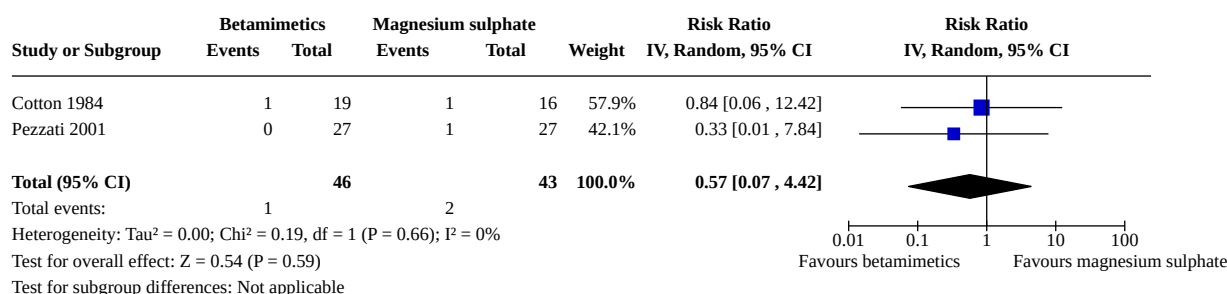 Betamimetics Magnesium sulphate Risk Ratio Risk Ratio
Study or Subgroup Events Total Events Total Weight IV, Random, 95% CI IV, Random, 95% CI
Cotton 1984 1 19 1 16 57.9% 0.84 [0.06 , 12.42]
Pezzati 2001 0 27 1 27 42.1% 0.33 [0.01 , 7.84]
Total (95% CI) 46 43 100.0% 0.57 [0.07 , 4.42]
Total events: 1 2
Heterogeneity: Tau² = 0.00; Chi² = 0.19, df = 1 (P = 0.66); I² = 0%
0.01 0.1 1 10 100
Test for overall effect: Z = 0.54 (P = 0.59)
Favours betamimetics Favours magnesium sulphate
Test for subgroup differences: Not applicable